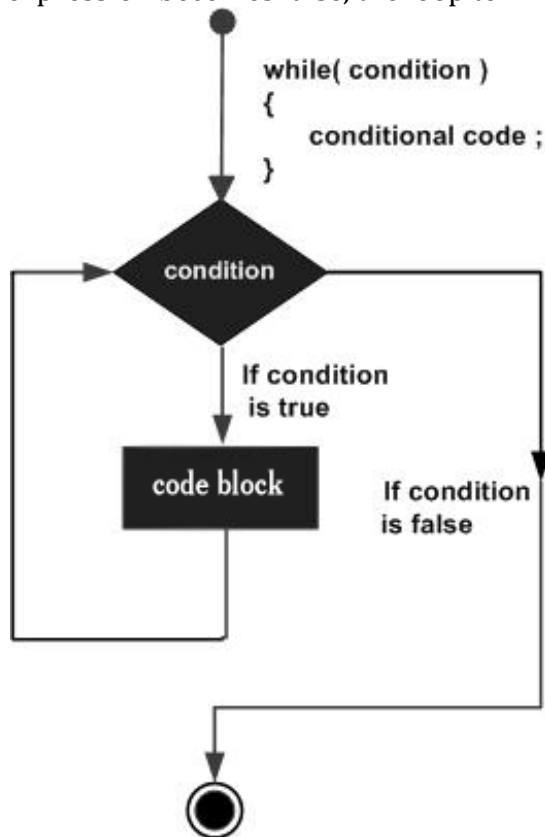 while( condition )
{
conditional code ;
}
condition
If condition
is true
code block
If condition
is false